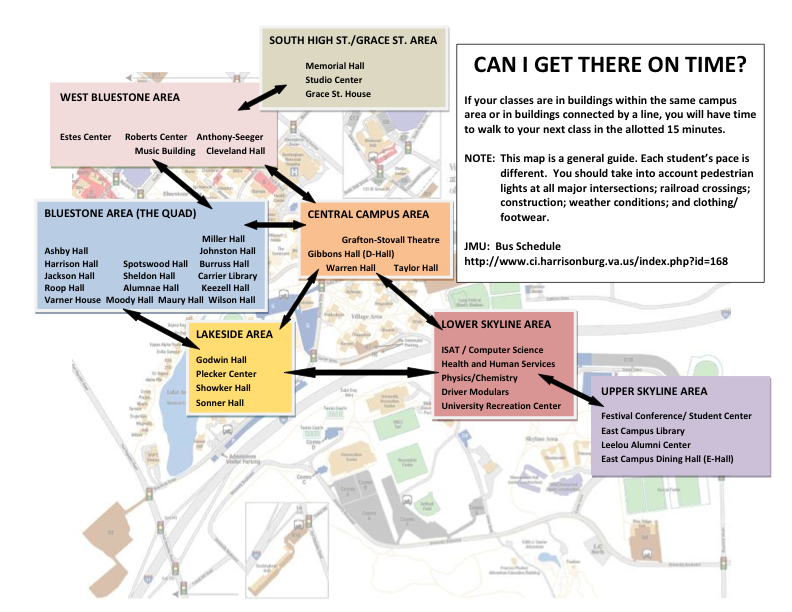 SOUTH HIGH ST./GRACE ST. AREA
Memorial Hall
Studio Center
Grace St. House
CAN I GET THERE ON TIME?
If your classes are in buildings within the same campus
area or in buildings connected by a line, you will have time
to walk to your next class in the allotted 15 minutes.
NOTE: This map is a general guide. Each student's pace is
different. You should take into account pedestrian
lights at all major intersections; railroad crossings;
construction; weather conditions; and clothing/
footwear.
JMU: Bus Schedule
http://www.ci.harrisonburg.va.us/index.php?id=168
WEST BLUESTONE AREA
Estes Center Roberts Center Anthony-Seeger
Music Building Cleveland Hall
BLUESTONE AREA (THE QUAD)
Miller Hall
Ashby Hall Johnston Hall
Harrison Hall Spotswood Hall Burruss Hall
Jackson Hall Sheldon Hall Carrier Library
Roop Hall Alumnae Hall Keezell Hall
Varner House Moody Hall Maury Hall Wilson Hall
CENTRAL CAMPUS AREA
Grafton-Stovall Theatre
Gibbons Hall (D-Hall)
Warren Hall Taylor Hall
LAKESIDE AREA
Godwin Hall
Plecker Center
Showker Hall
Sonner Hall
LOWER SKYLINE AREA
ISAT / Computer Science
Health and Human Services
Physics/Chemistry
Driver Modulars
University Recreation Center
UPPER SKYLINE AREA
Festival Conference/ Student Center
East Campus Library
Leelou Alumni Center
East Campus Dining Hall (E-Hall)
Village Area
Skyline Area